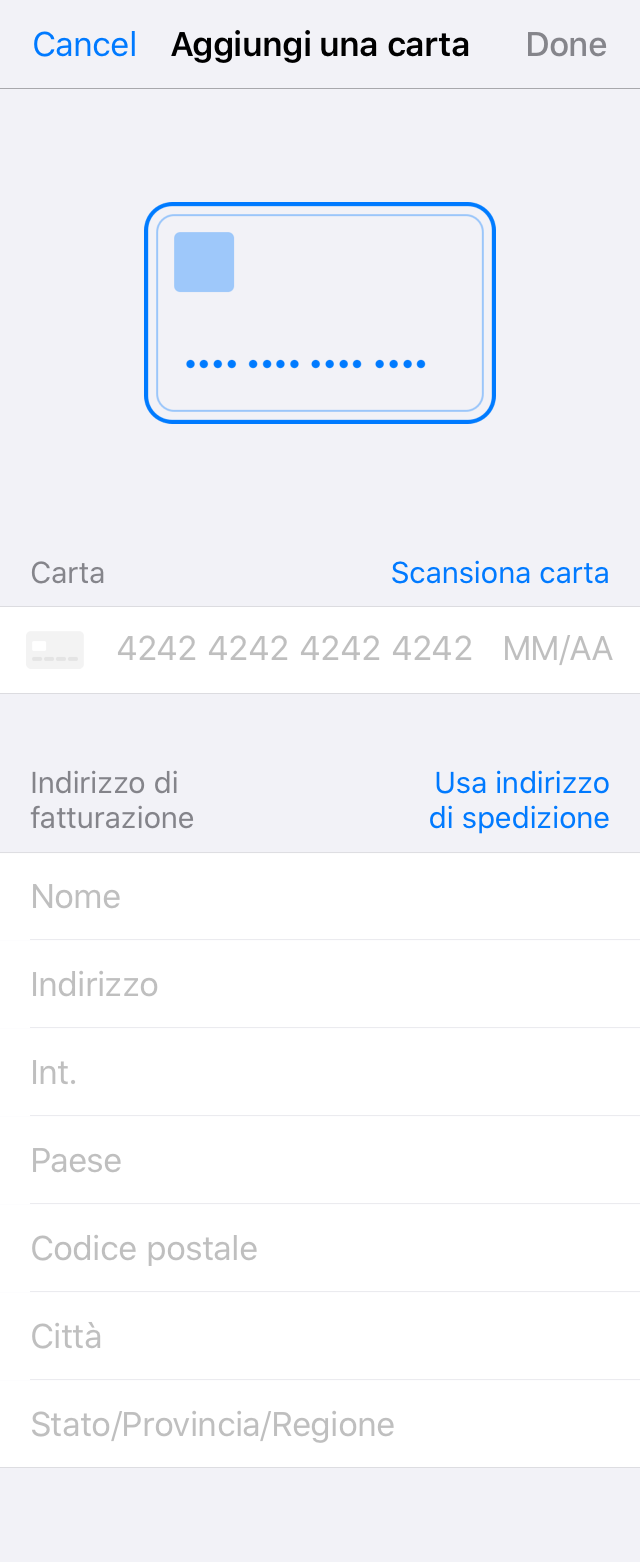 Cancel Aggiungi una carta Done
Carta Scansiona carta
4242 4242 4242 4242 MM/AA
Indirizzo di
fatturazione
Usa indirizzo
di spedizione
Nome
Indirizzo
Int.
Paese
Codice postale
Città
Stato/Provincia/Regione